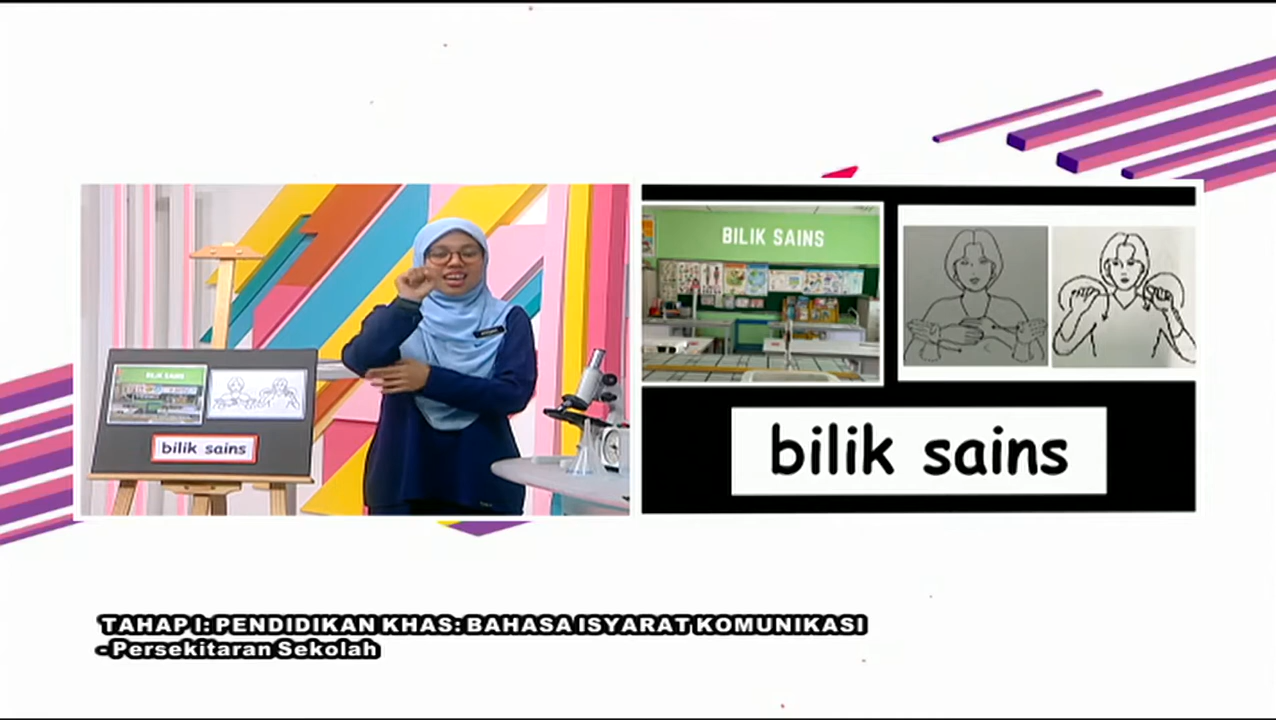 BILIK SAINS
BILIK SAINS
bilik sains
bilik sains
TAHAP I: PENDIDIKAN KHAS: BAHASA ISYARAT KOMUNIKASI
- Persekitaran Sekolah